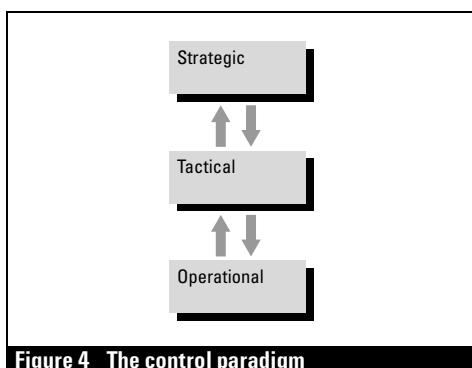 Strategic
Tactical
Operational
Figure 4 The control paradigm